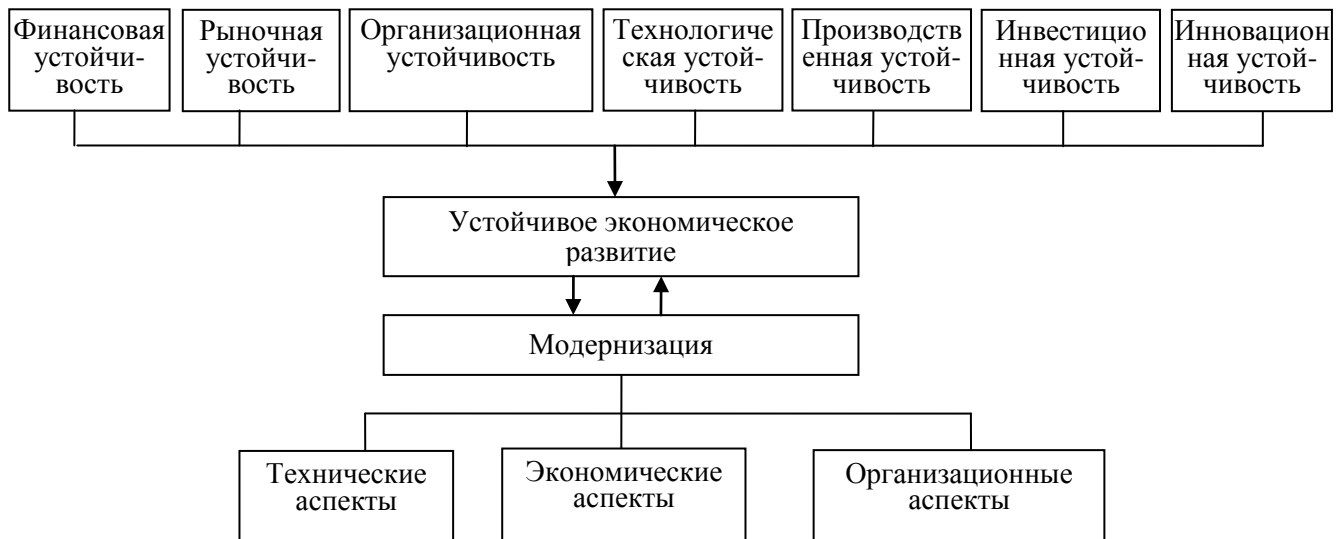 Финансовая
устойчи-
вость
Рыночная
устойчи-
вость
Организационная
устойчивость
Технологиче
ская устой-
чивость
Производств
енная устой-
чивость
Инвестицио
нная устой-
чивость
Инновацион
ная устой-
чивость
Устойчивое экономическое
развитие
Модернизация
Технические
аспекты
Экономические
аспекты
Организационные
аспекты